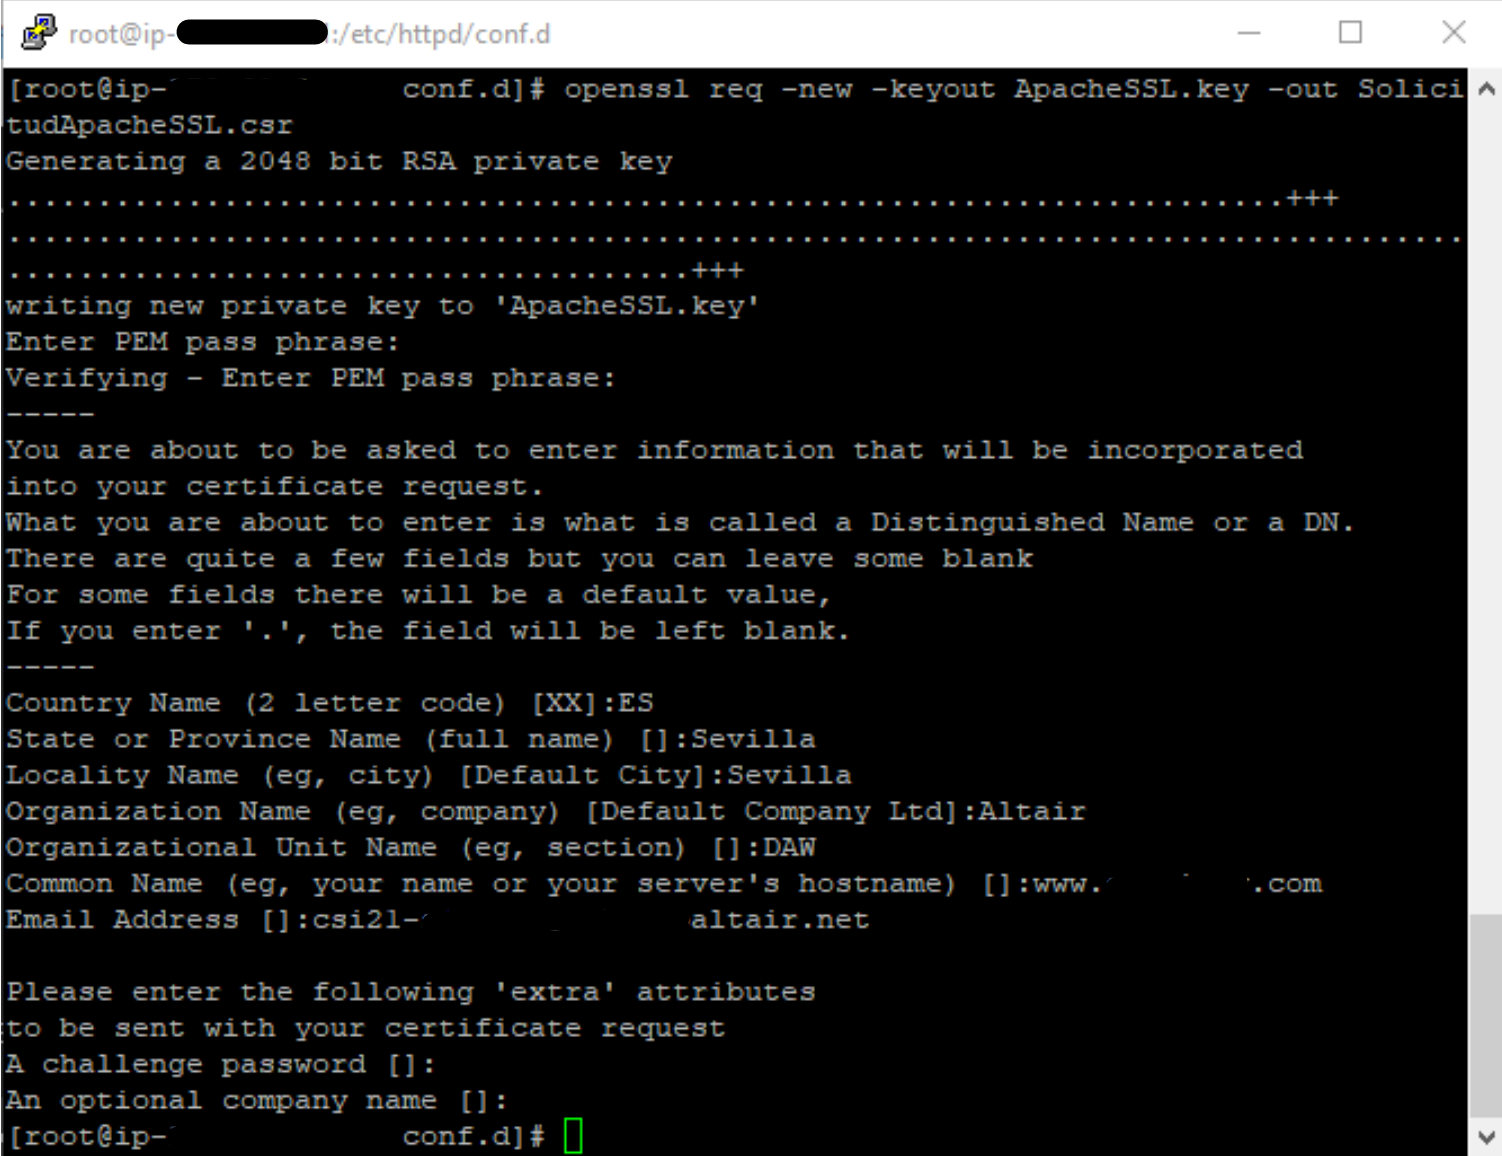 root@ip- :/etc/httpd/conf.d
[root@ip- conf.d]# openssl req -new -keyout ApacheSSL.key -out Solici
tudApacheSSL.csr
Generating a 2048 bit RSA private key
.......................................................................+++
.................................................................................
......................................+++
writing new private key to 'ApacheSSL.key'
Enter PEM pass phrase:
Verifying - Enter PEM pass phrase:
-----
You are about to be asked to enter information that will be incorporated
into your certificate request.
What you are about to enter is what is called a Distinguished Name or a DN.
There are quite a few fields but you can leave some blank
For some fields there will be a default value,
If you enter '.', the field will be left blank.
-----
Country Name (2 letter code) [XX]:ES
State or Province Name (full name) []:Sevilla
Locality Name (eg, city) [Default City]:Sevilla
Organization Name (eg, company) [Default Company Ltd]:Altair
Organizational Unit Name (eg, section) []:DAW
Common Name (eg, your name or your server's hostname) []:www. .com
Email Address []:csi21- altair.net

Please enter the following 'extra' attributes
to be sent with your certificate request
A challenge password []:
An optional company name []:
[root@ip- conf.d]#